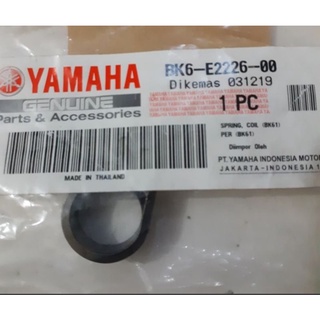 YAMAHA
GENUINE
Parts & Accessories
BK6-E2226-00
Dikemas 031219
1 PC
SPRING, COIL (BK61)
PER (BK61)
Diimpor Oleh
PT. YAMAHA INDONESIA MOTOR
JAKARTA-INDONESIA
MADE IN THAILAND